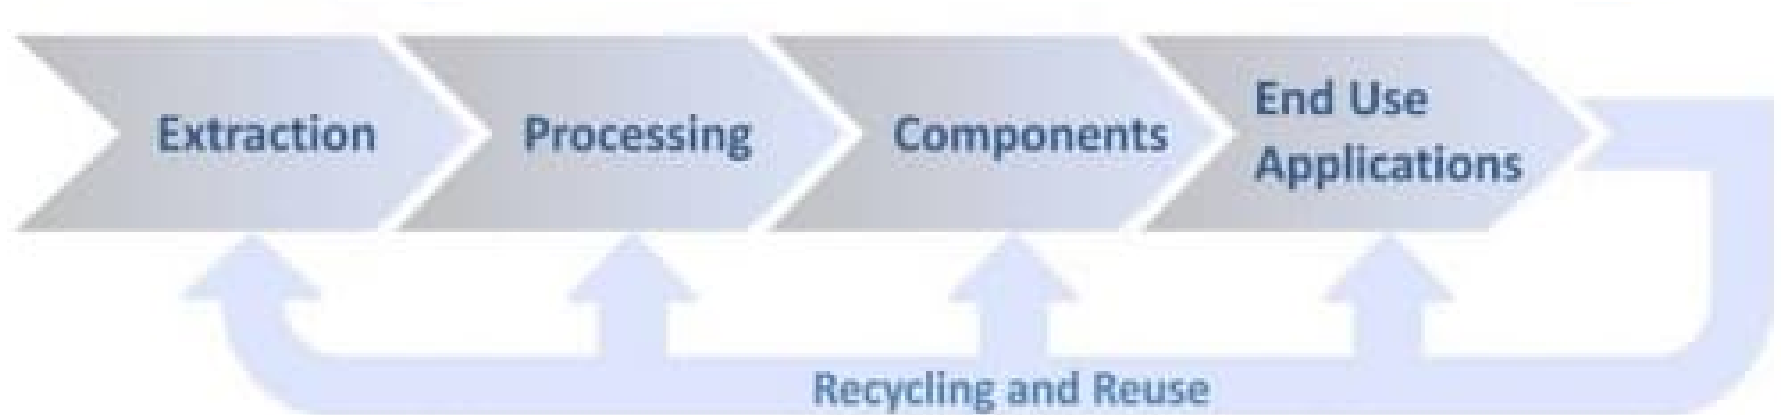 Extraction
Processing
Components
End Use
Applications
Recycling and Reuse